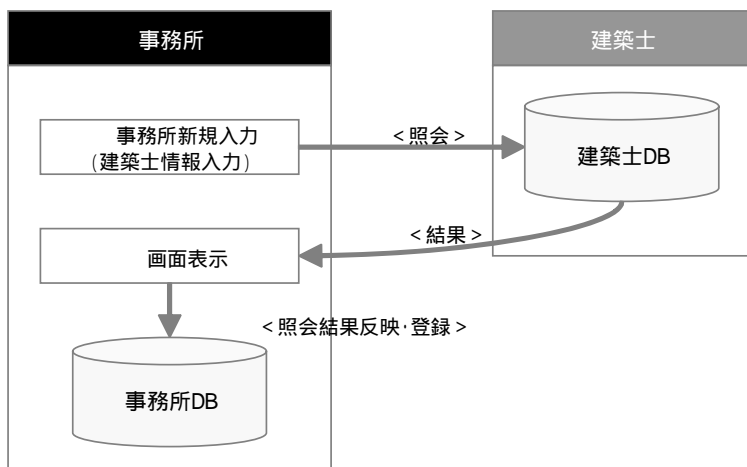 事務所
建築士
事務所新規入力
(建築士情報入力)
<照会>
建築士DB
<結果>
画面表示
<照会結果反映･登録>
事務所DB